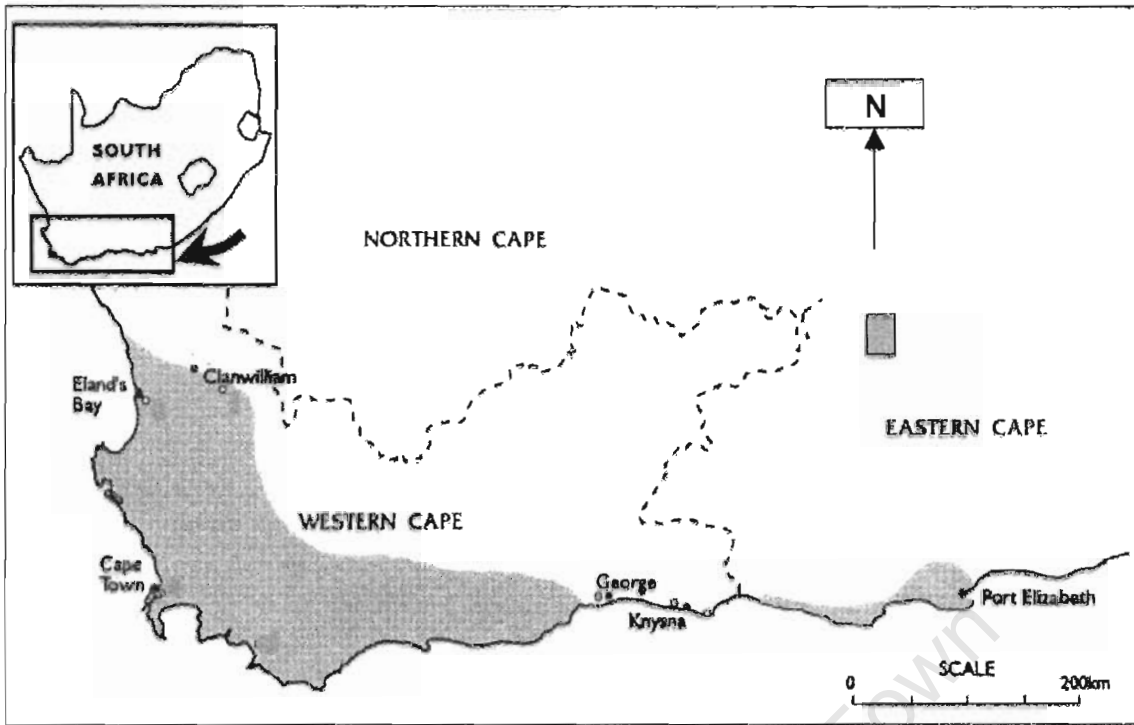 SOUTH
AFRICA
N
NORTHERN CAPE
Eland's
Bay
Clanwilliam
EASTERN CAPE
WESTERN CAPE
Cape
Town
George
Knysna
Port Elizabeth
SCALE
0
200km
Town